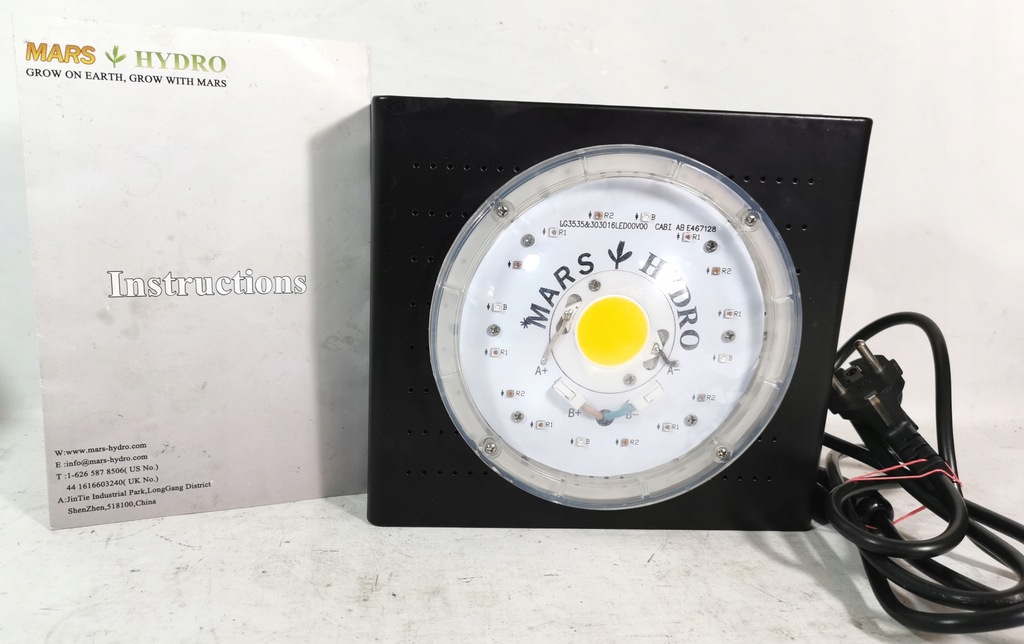 MARS HYDRO
GROW ON EARTH, GROW WITH MARS
Instructions
W:www.mars-hydro.com
E :info@mars-hydro.com
T :1-626 587 8506( US No.)
44 1616603240( UK No.)
A:JinTie Industrial Park,LongGang District
ShenZhen,518100,China
R2
B
LG3535&303016LED00V00 CABI AB E467128
R1
R1
R2
MARS HYDRO
B
R1
R1
B
A+
A-
R2
R2
B+
B-
R1
R1
B
R2